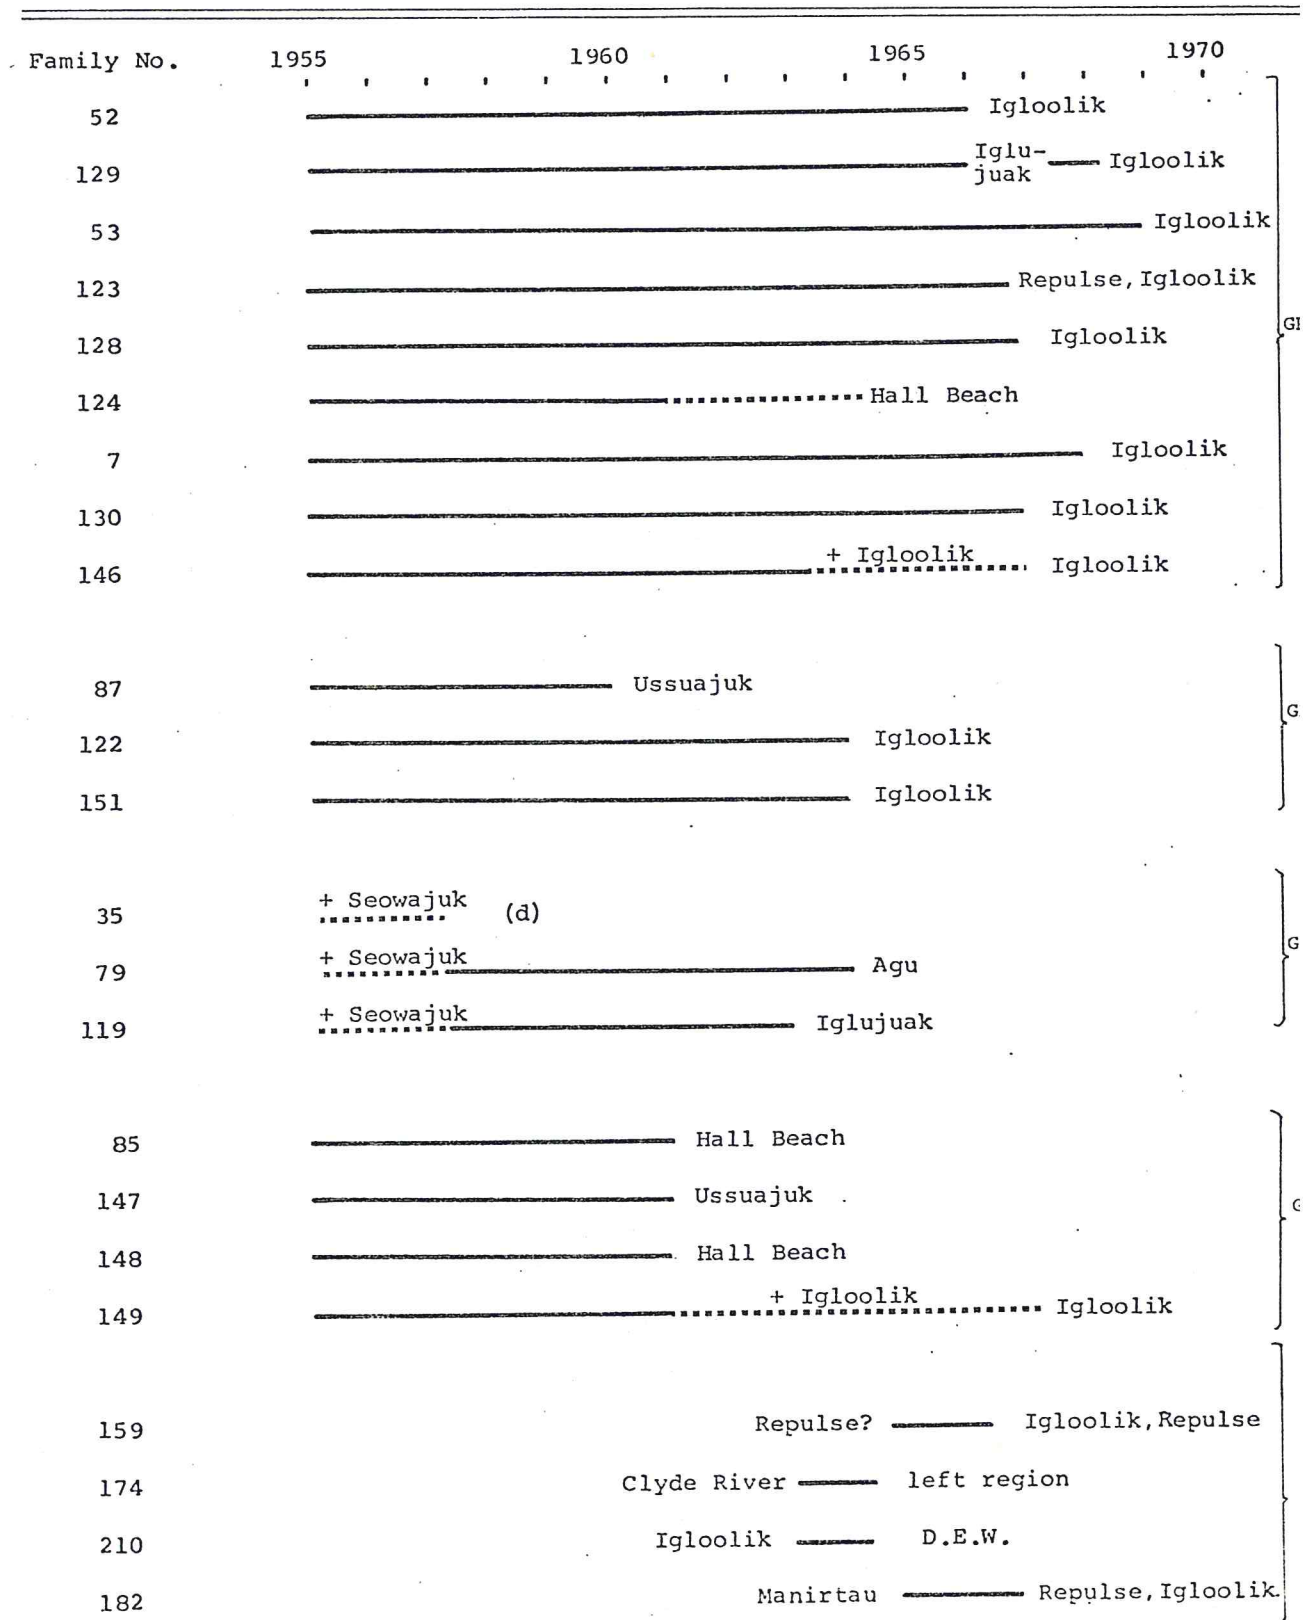 Family No. 1955 1960 1965 1970
52 Igloolik
129 Iglu-juak Igloolik
53 Igloolik
123 Repulse, Igloolik
128 Igloolik
124 Hall Beach
7 Igloolik
130 Igloolik
146 + Igloolik Igloolik
87 Ussuajuk
122 Igloolik
151 Igloolik
35 + Seowajuk (d)
79 + Seowajuk Agu
119 + Seowajuk Iglujuak
85 Hall Beach
147 Ussuajuk
148 Hall Beach
149 + Igloolik Igloolik
159 Repulse? Igloolik, Repulse
174 Clyde River left region
210 Igloolik D.E.W.
182 Manirtau Repulse, Igloolik